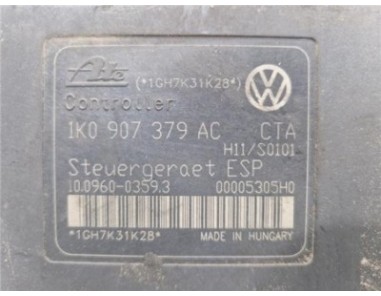 Ate (*1GH7K31K28*)
Controller
1K0 907 379 AC CTA
H11/S0101
Steuergeraet ESP
10.0960-0359.3 00005305H0
*1GH7K31K28* MADE IN HUNGARY